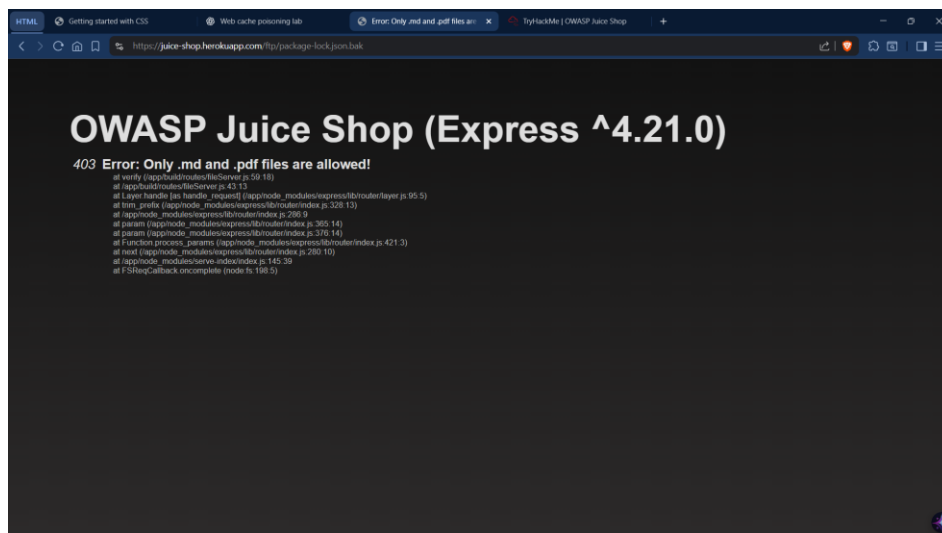 HTML
Getting started with CSS
Web cache poisoning lab
Error: Only .md and .pdf files are
TryHackMe | OWASP Juice Shop
https://juice-shop.herokuapp.com/ftp/package-lock.json.bak
OWASP Juice Shop (Express ^4.21.0)
403 Error: Only .md and .pdf files are allowed!
at verify (/app/build/routes/fileServer.js:59:18)
at /app/build/routes/fileServer.js:43:13
at Layer.handle [as handle_request] (/app/node_modules/express/lib/router/layer.js:95:5)
at trim_prefix (/app/node_modules/express/lib/router/index.js:328:13)
at /app/node_modules/express/lib/router/index.js:286:9
at param (/app/node_modules/express/lib/router/index.js:365:14)
at param (/app/node_modules/express/lib/router/index.js:376:14)
at Function.process_params (/app/node_modules/express/lib/router/index.js:421:3)
at next (/app/node_modules/express/lib/router/index.js:280:10)
at /app/node_modules/serve-index/index.js:145:39
at FSReqCallback.oncomplete (node:fs:198:5)